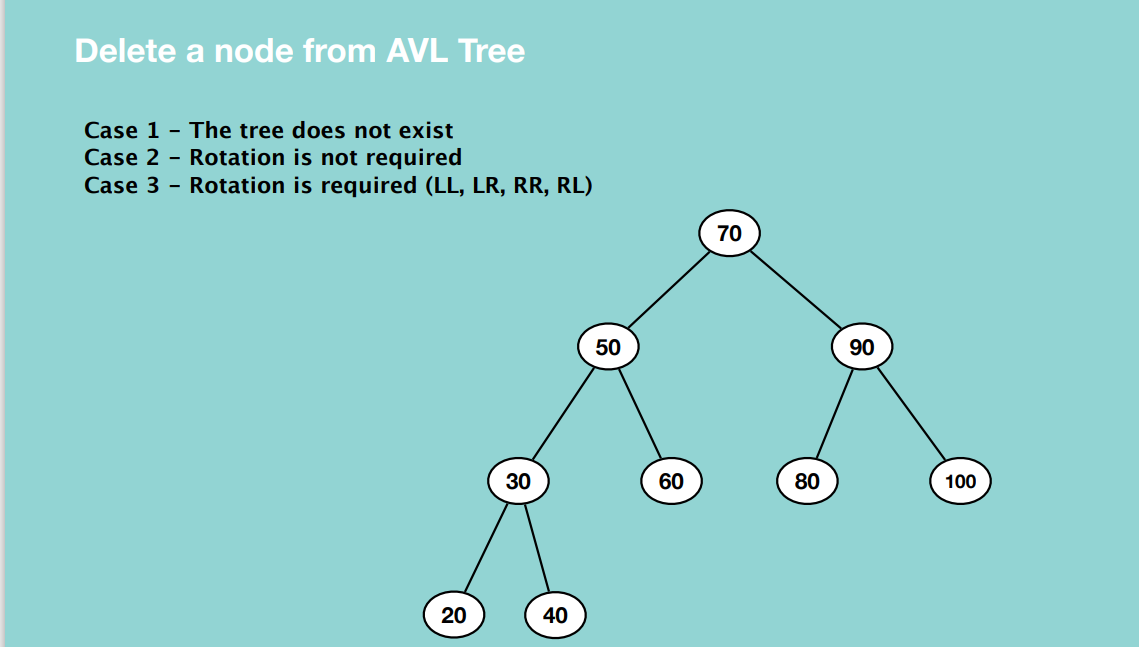 Delete a node from AVL Tree
Case 1 – The tree does not exist
Case 2 – Rotation is not required
Case 3 – Rotation is required (LL, LR, RR, RL)
70
50 90
30 60 80 100
20 40